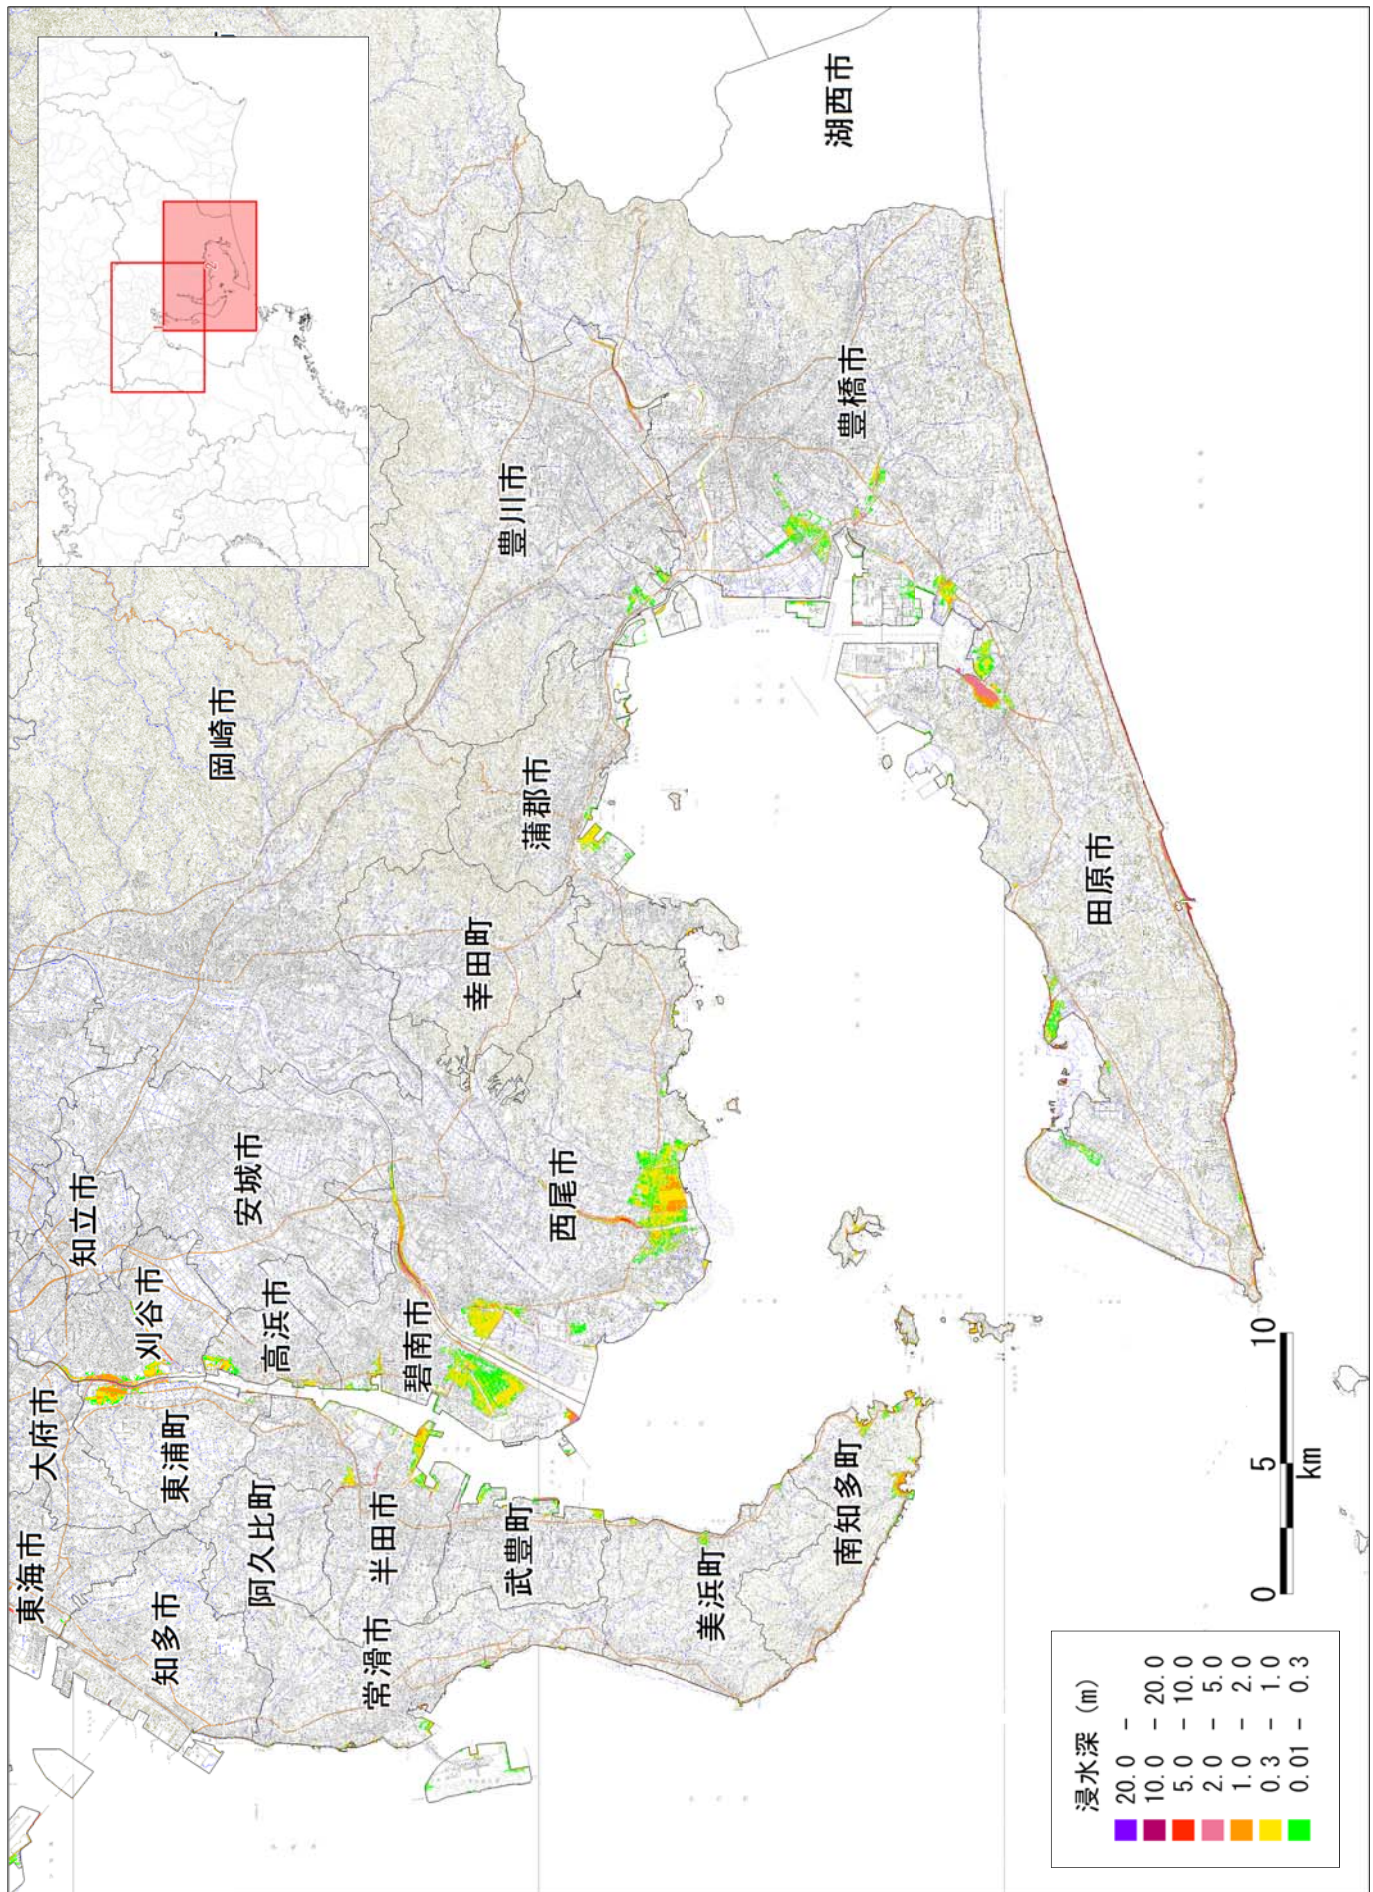 東海市
大府市
知立市
刈谷市
東浦町
知多市
阿久比町
高浜市
安城市
岡崎市
半田市
常滑市
碧南市
幸田町
豊川市
武豊町
西尾市
蒲郡市
美浜町
南知多町
豊橋市
湖西市
田原市
浸水深 (m)
20.0 -
10.0 - 20.0
5.0 - 10.0
2.0 - 5.0
1.0 - 2.0
0.3 - 1.0
0.01 - 0.3
0 5 10
km